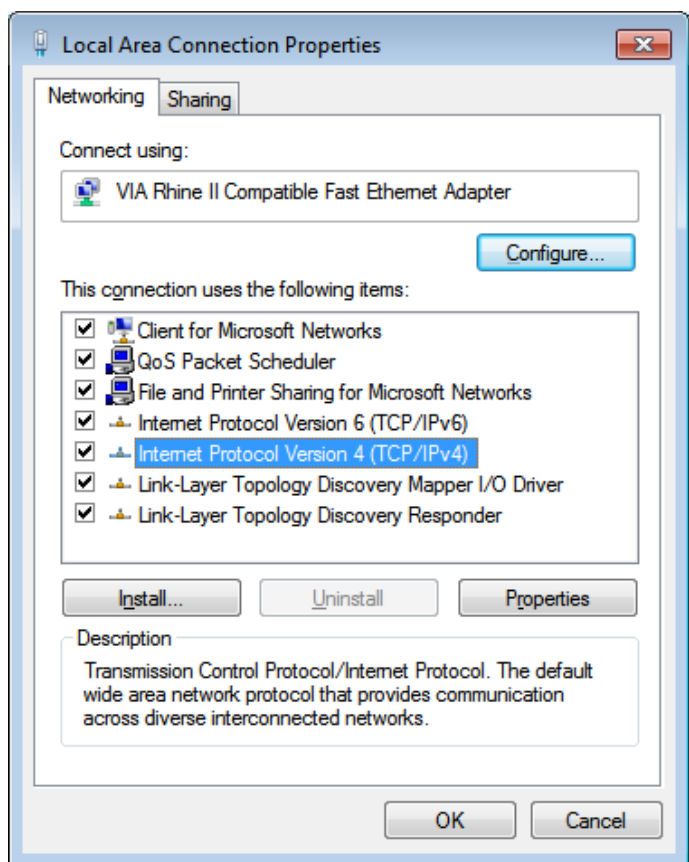 Local Area Connection Properties
Networking
Sharing
Connect using:
VIA Rhine II Compatible Fast Ethernet Adapter
Configure...
This connection uses the following items:
Client for Microsoft Networks
QoS Packet Scheduler
File and Printer Sharing for Microsoft Networks
Internet Protocol Version 6 (TCP/IPv6)
Internet Protocol Version 4 (TCP/IPv4)
Link-Layer Topology Discovery Mapper I/O Driver
Link-Layer Topology Discovery Responder
Install...
Uninstall
Properties
Description
Transmission Control Protocol/Internet Protocol. The default
wide area network protocol that provides communication
across diverse interconnected networks.
OK
Cancel